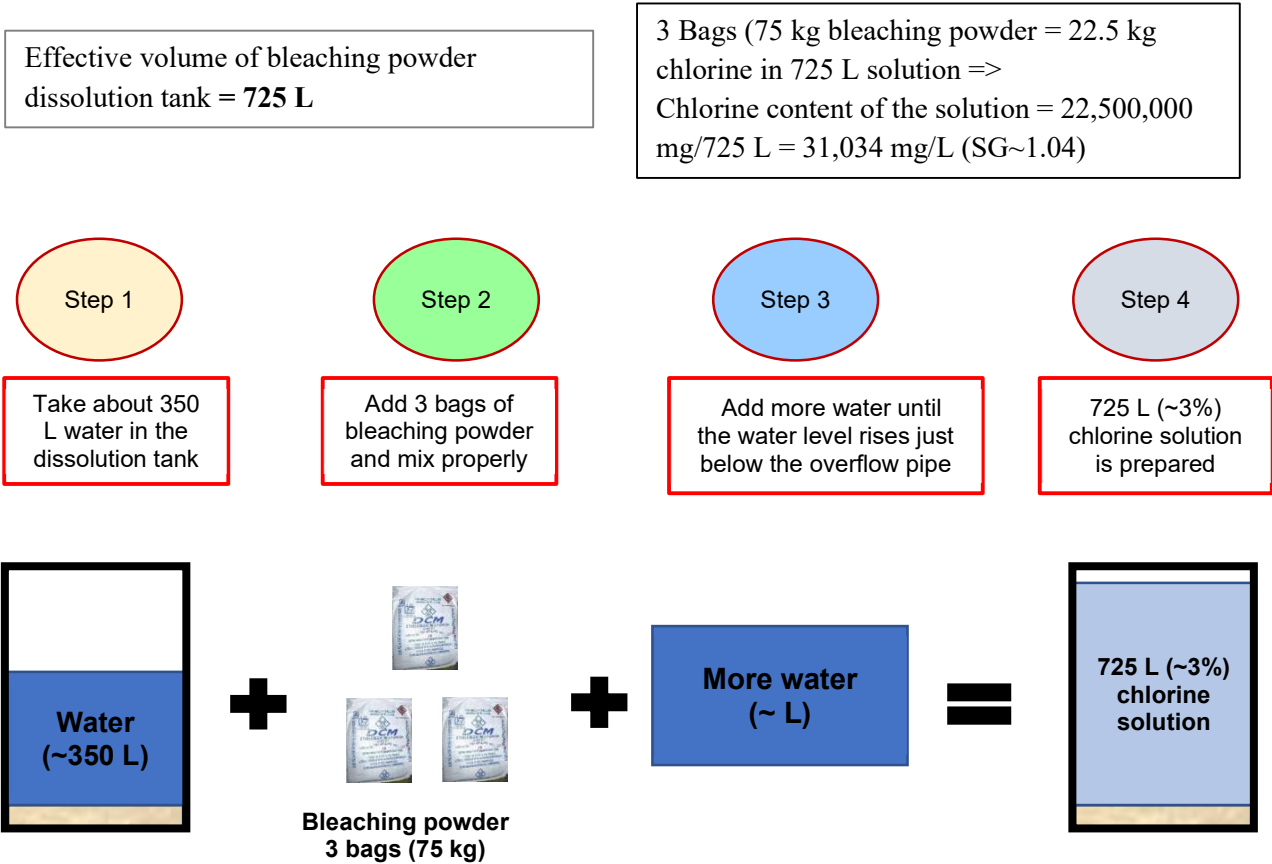 Effective volume of bleaching powder
dissolution tank = 725 L
3 Bags (75 kg bleaching powder = 22.5 kg
chlorine in 725 L solution =>
Chlorine content of the solution = 22,500,000
mg/725 L = 31,034 mg/L (SG~1.04)
Step 1
Step 2
Step 3
Step 4
Take about 350
L water in the
dissolution tank
Add 3 bags of
bleaching powder
and mix properly
Add more water until
the water level rises just
below the overflow pipe
725 L (~3%)
chlorine solution
is prepared
Water
(~350 L)
DCM
DCM
DCM
Bleaching powder
3 bags (75 kg)
More water
(~ L)
725 L (~3%)
chlorine
solution